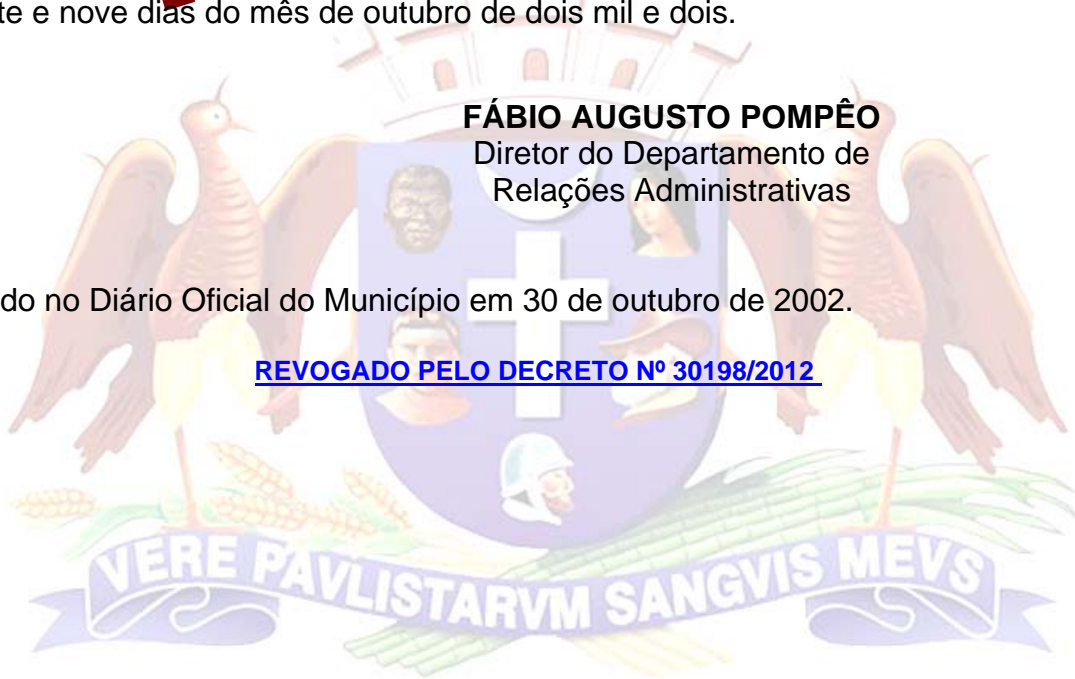 te e nove dias do mês de outubro de dois mil e dois.
FÁBIO AUGUSTO POMPÊO
Diretor do Departamento de
Relações Administrativas
do no Diário Oficial do Município em 30 de outubro de 2002.
REVOGADO PELO DECRETO Nº 30198/2012
VERE PAVLISTARVM SANGVIS MEVS